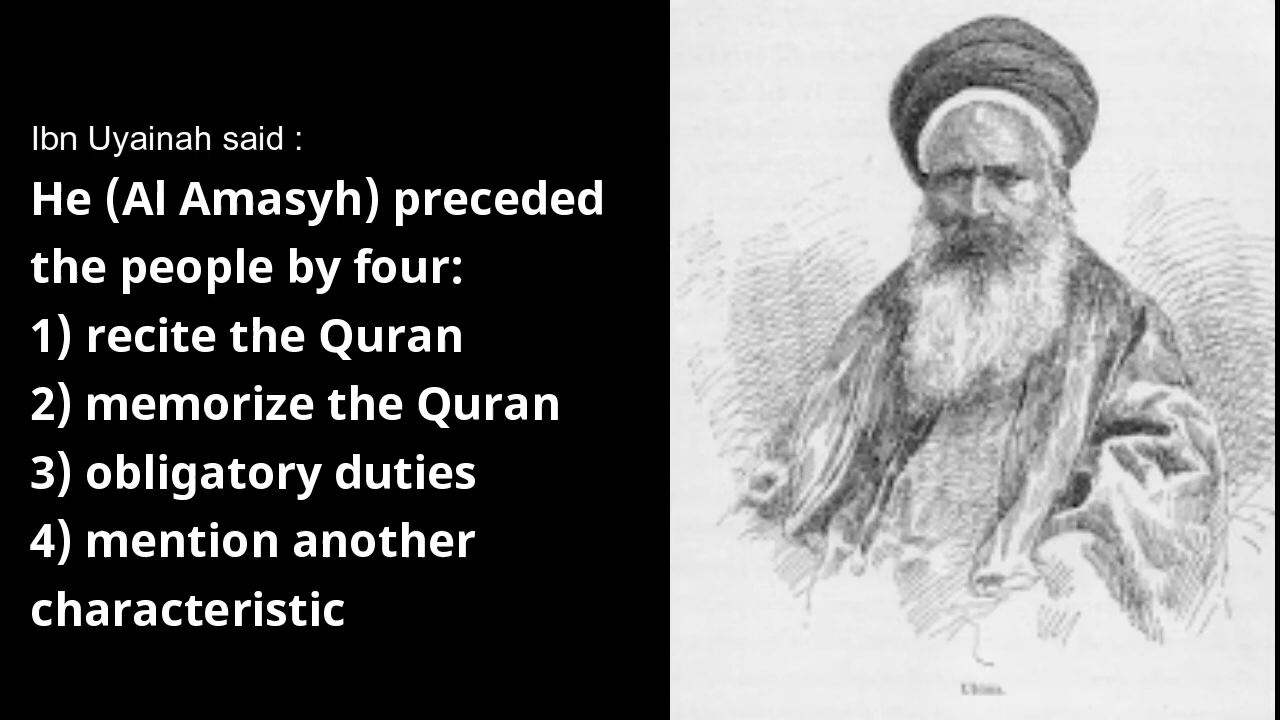 Ibn Uyainah said :
He (Al Amasyh) preceded
the people by four:
1) recite the Quran
2) memorize the Quran
3) obligatory duties
4) mention another
characteristic